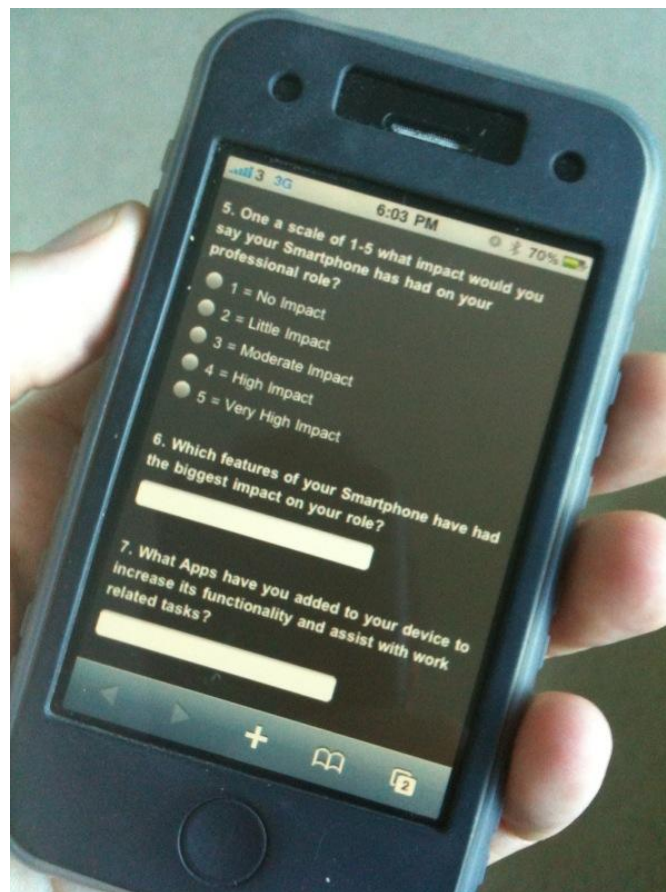 3 3G 6:03 PM 70%
5. One a scale of 1-5 what impact would you
say your Smartphone has had on your
professional role?
1 = No Impact
2 = Little Impact
3 = Moderate Impact
4 = High Impact
5 = Very High Impact
6. Which features of your Smartphone have had
the biggest impact on your role?
7. What Apps have you added to your device to
increase its functionality and assist with work
related tasks?
2